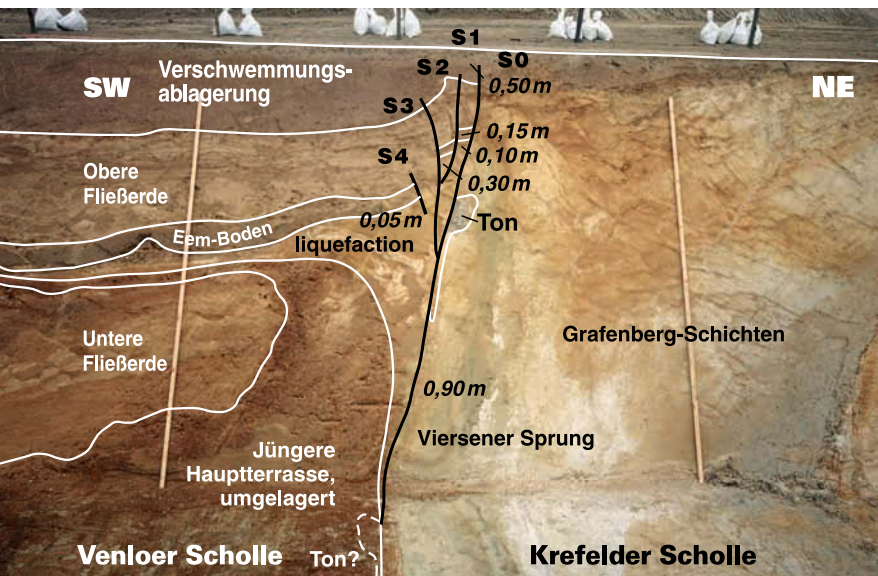 S1
S0
S2
0,50 m
SW
Verschwemmungs-
ablagerung
NE
S3
0,15 m
0,10 m
S4
0,30 m
Obere
Fließerde
0,05 m
Ton
Eem-Boden
liquefaction
Untere
Fließerde
Grafenberg-Schichten
0,90 m
Viersener Sprung
Jüngere
Hauptterrasse,
umgelagert
Venloer Scholle
Ton?
Krefelder Scholle